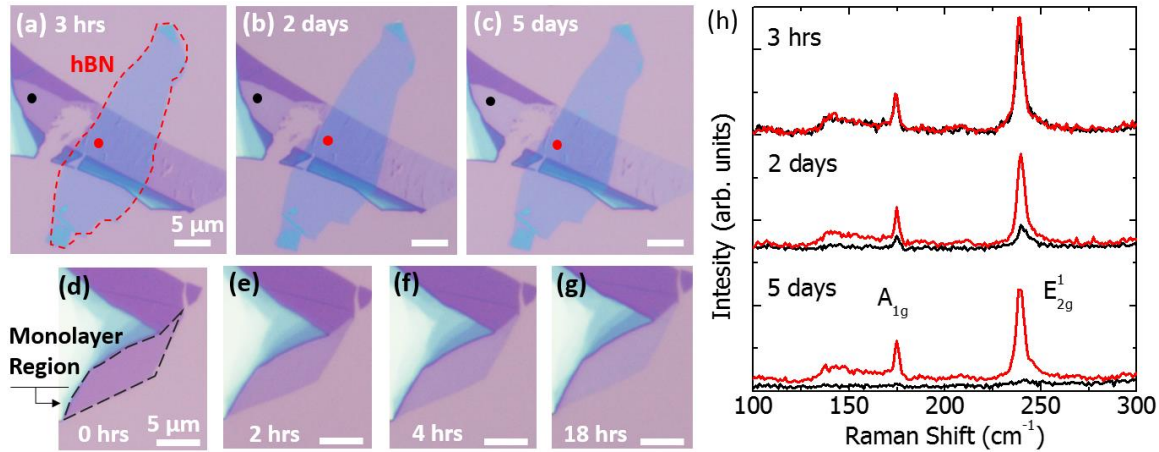 (a) 3 hrs
hBN
5 μm
(b) 2 days
(c) 5 days
(d)
Monolayer
Region
0 hrs
5 μm
(e)
2 hrs
(f)
4 hrs
(g)
18 hrs
(h)
3 hrs
2 days
5 days
A1g
E12g
Intesity (arb. units)
100 150 200 250 300
Raman Shift (cm-1)